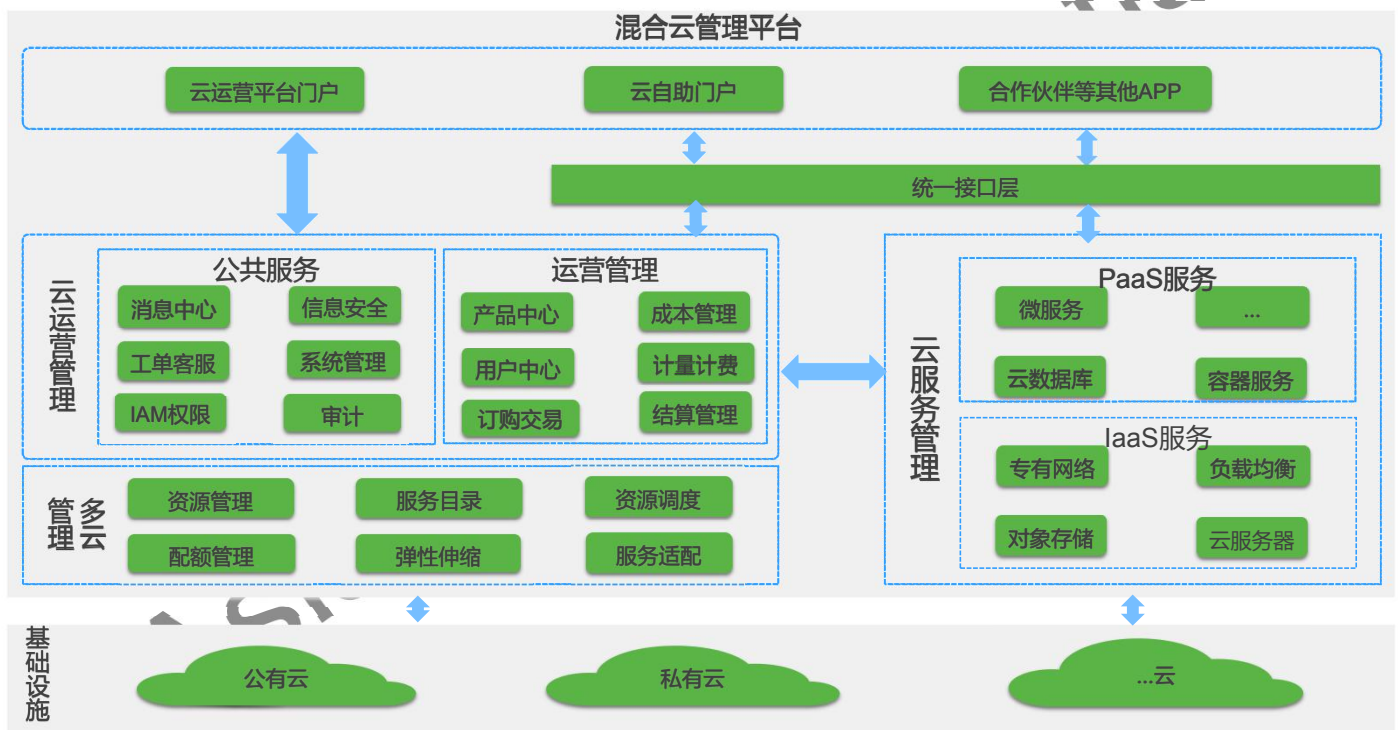 混合云管理平台
云运营平台门户
云自助门户
合作伙伴等其他APP
统一接口层
云运营管理
公共服务
消息中心
信息安全
工单客服
系统管理
IAM权限
审计
运营管理
产品中心
成本管理
用户中心
计量计费
订购交易
结算管理
多云
管理
资源管理
服务目录
资源调度
配额管理
弹性伸缩
服务适配
云服务管理
PaaS服务
微服务
...
云数据库
容器服务
IaaS服务
专有网络
负载均衡
对象存储
云服务器
基础设施
公有云
私有云
...云